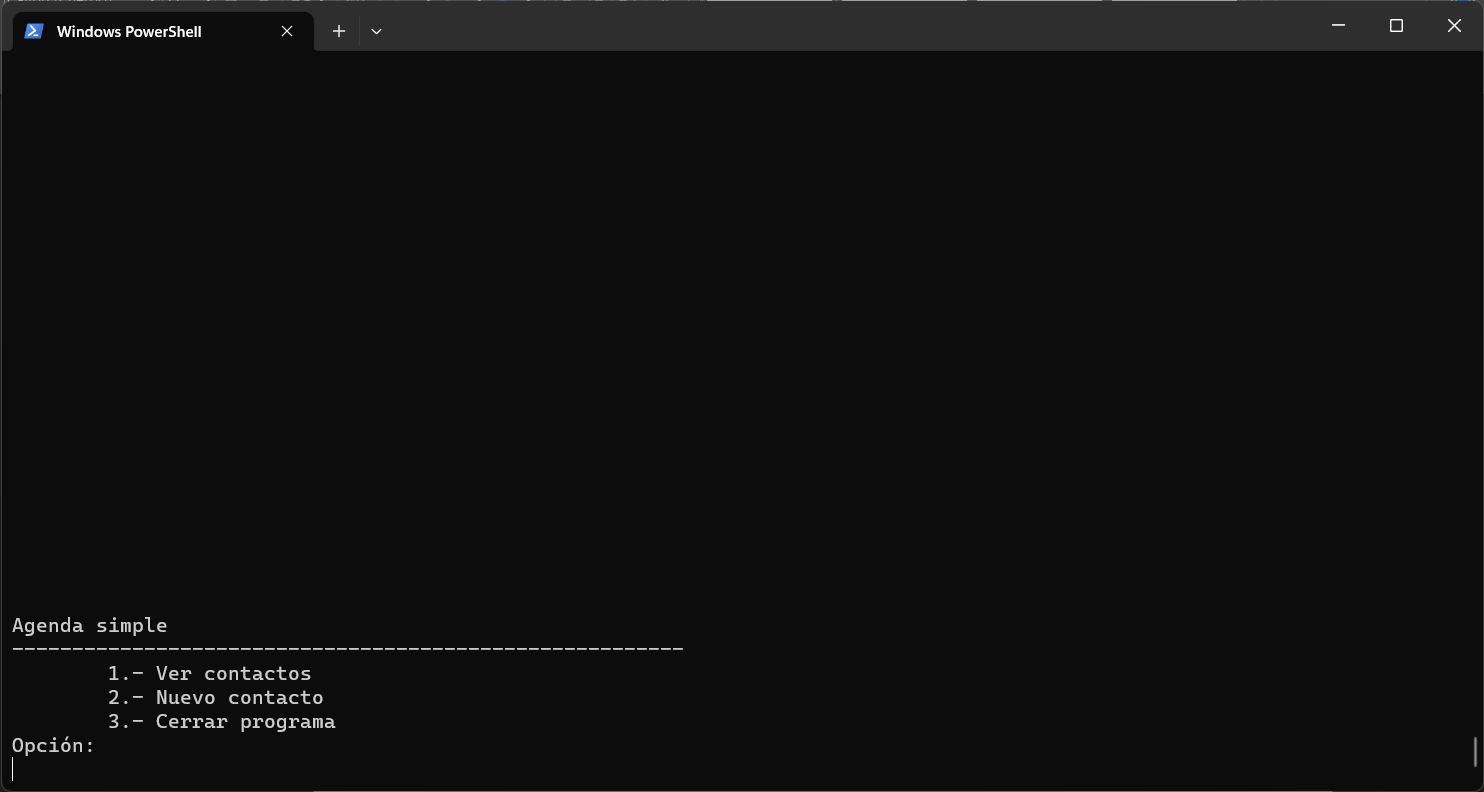 Windows PowerShell
Agenda simple
--------------------------------------------------------
1.- Ver contactos
2.- Nuevo contacto
3.- Cerrar programa
Opción: